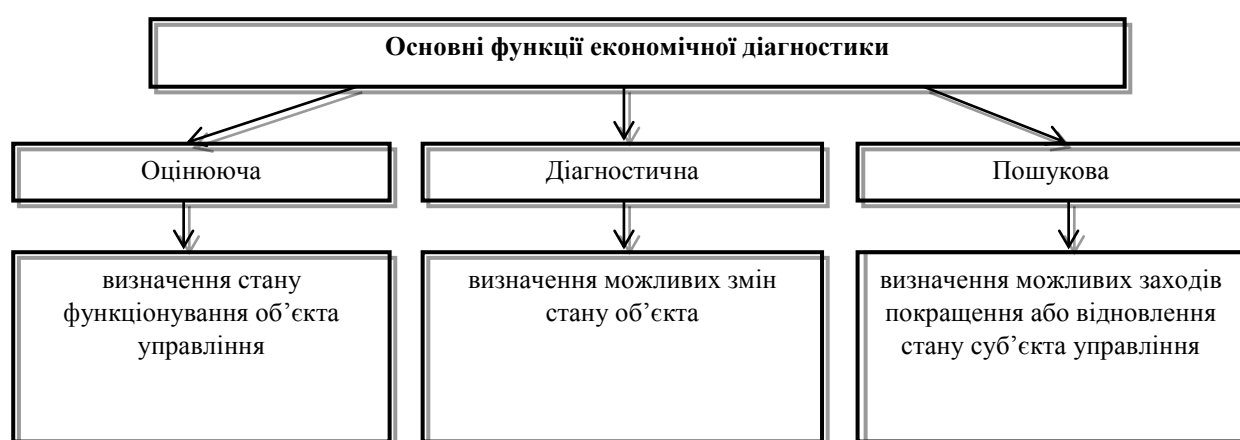 Основні функції економічної діагностики
Оцінююча
Діагностична
Пошукова
визначення стану
функціонування об’єкта
управління
визначення можливих змін
стану об’єкта
визначення можливих заходів
покращення або відновлення
стану суб’єкта управління